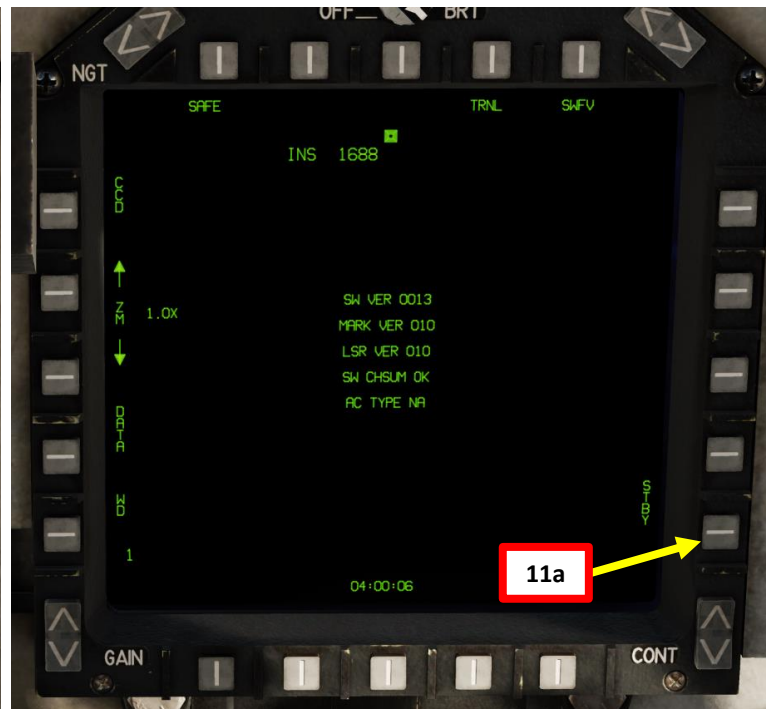 OFF BRT
NGT
SAFE TRNL SWFV
INS 1688
CCD
ZM 1.0X
SW VER 0013
MARK VER 010
LSR VER 010
SW CHSUM OK
AC TYPE NA
DATA
WD
STBY
1
11a
04:00:06
GAIN CONT